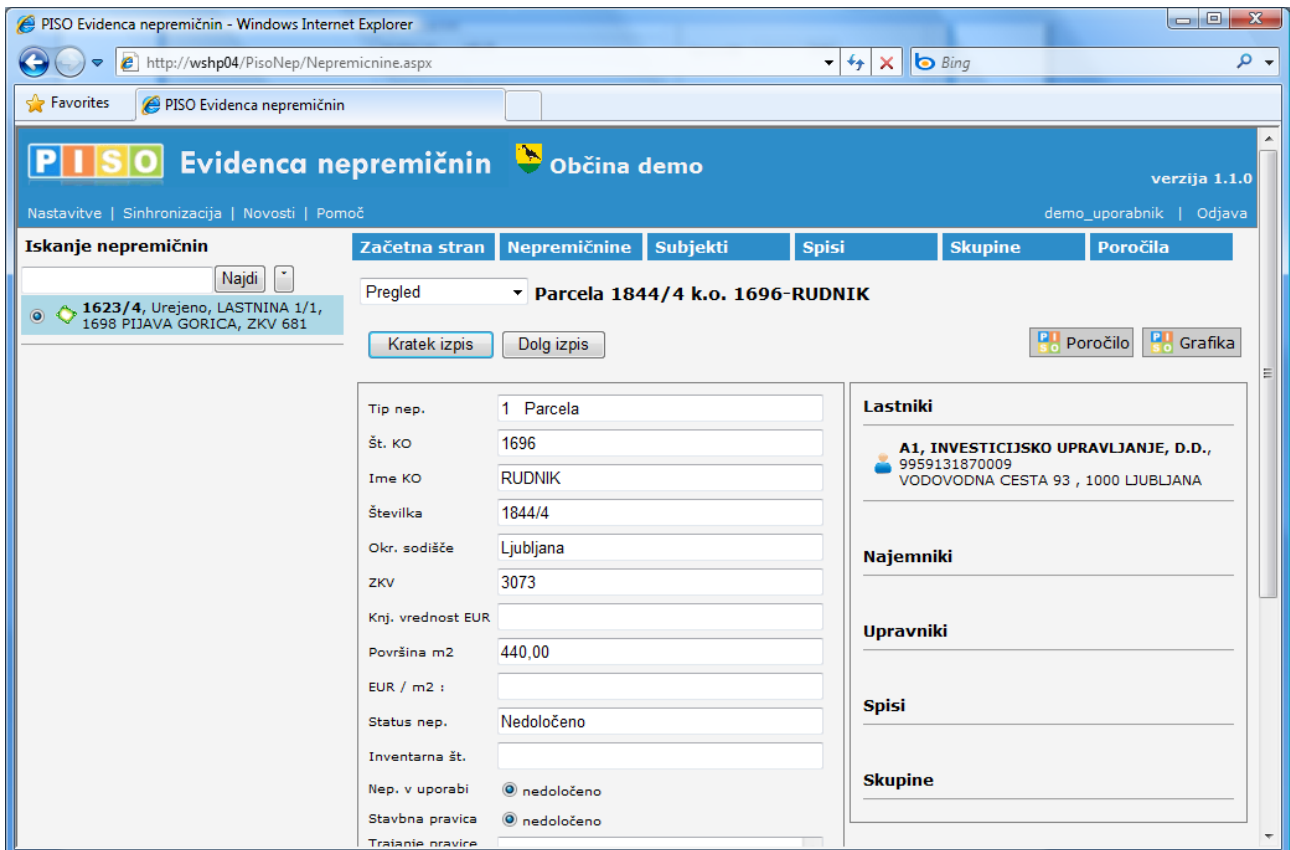 PISO Evidenca nepremičnin - Windows Internet Explorer
http://wshp04/PisoNep/Nepremicnine.aspx
Bing
Favorites
PISO Evidenca nepremičnin
PISO Evidenca nepremičnin Občina demo
verzija 1.1.0
Nastavitve | Sinhronizacija | Novosti | Pomoč
demo_uporabnik | Odjava
Iskanje nepremičnin
Najdi
1623/4, Urejeno, LASTNINA 1/1,
1698 PIJAVA GORICA, ZKV 681
Začetna stran Nepremičnine Subjekti Spisi Skupine Poročila
Pregled
Parcela 1844/4 k.o. 1696-RUDNIK
Kratek izpis Dolg izpis
PISO Poročilo PISO Grafika
Tip nep. 1 Parcela
Št. KO 1696
Ime KO RUDNIK
Številka 1844/4
Okr. sodišče Ljubljana
ZKV 3073
Knj. vrednost EUR
Površina m2 440,00
EUR / m2 :
Status nep. Nedoločeno
Inventarna št.
Nep. v uporabi nedoločeno
Stavbna pravica nedoločeno
Trajanje pravice
Lastniki
A1, INVESTICIJSKO UPRAVLJANJE, D.D.,
9959131870009
VODOVODNA CESTA 93 , 1000 LJUBLJANA
Najemniki
Upravniki
Spisi
Skupine